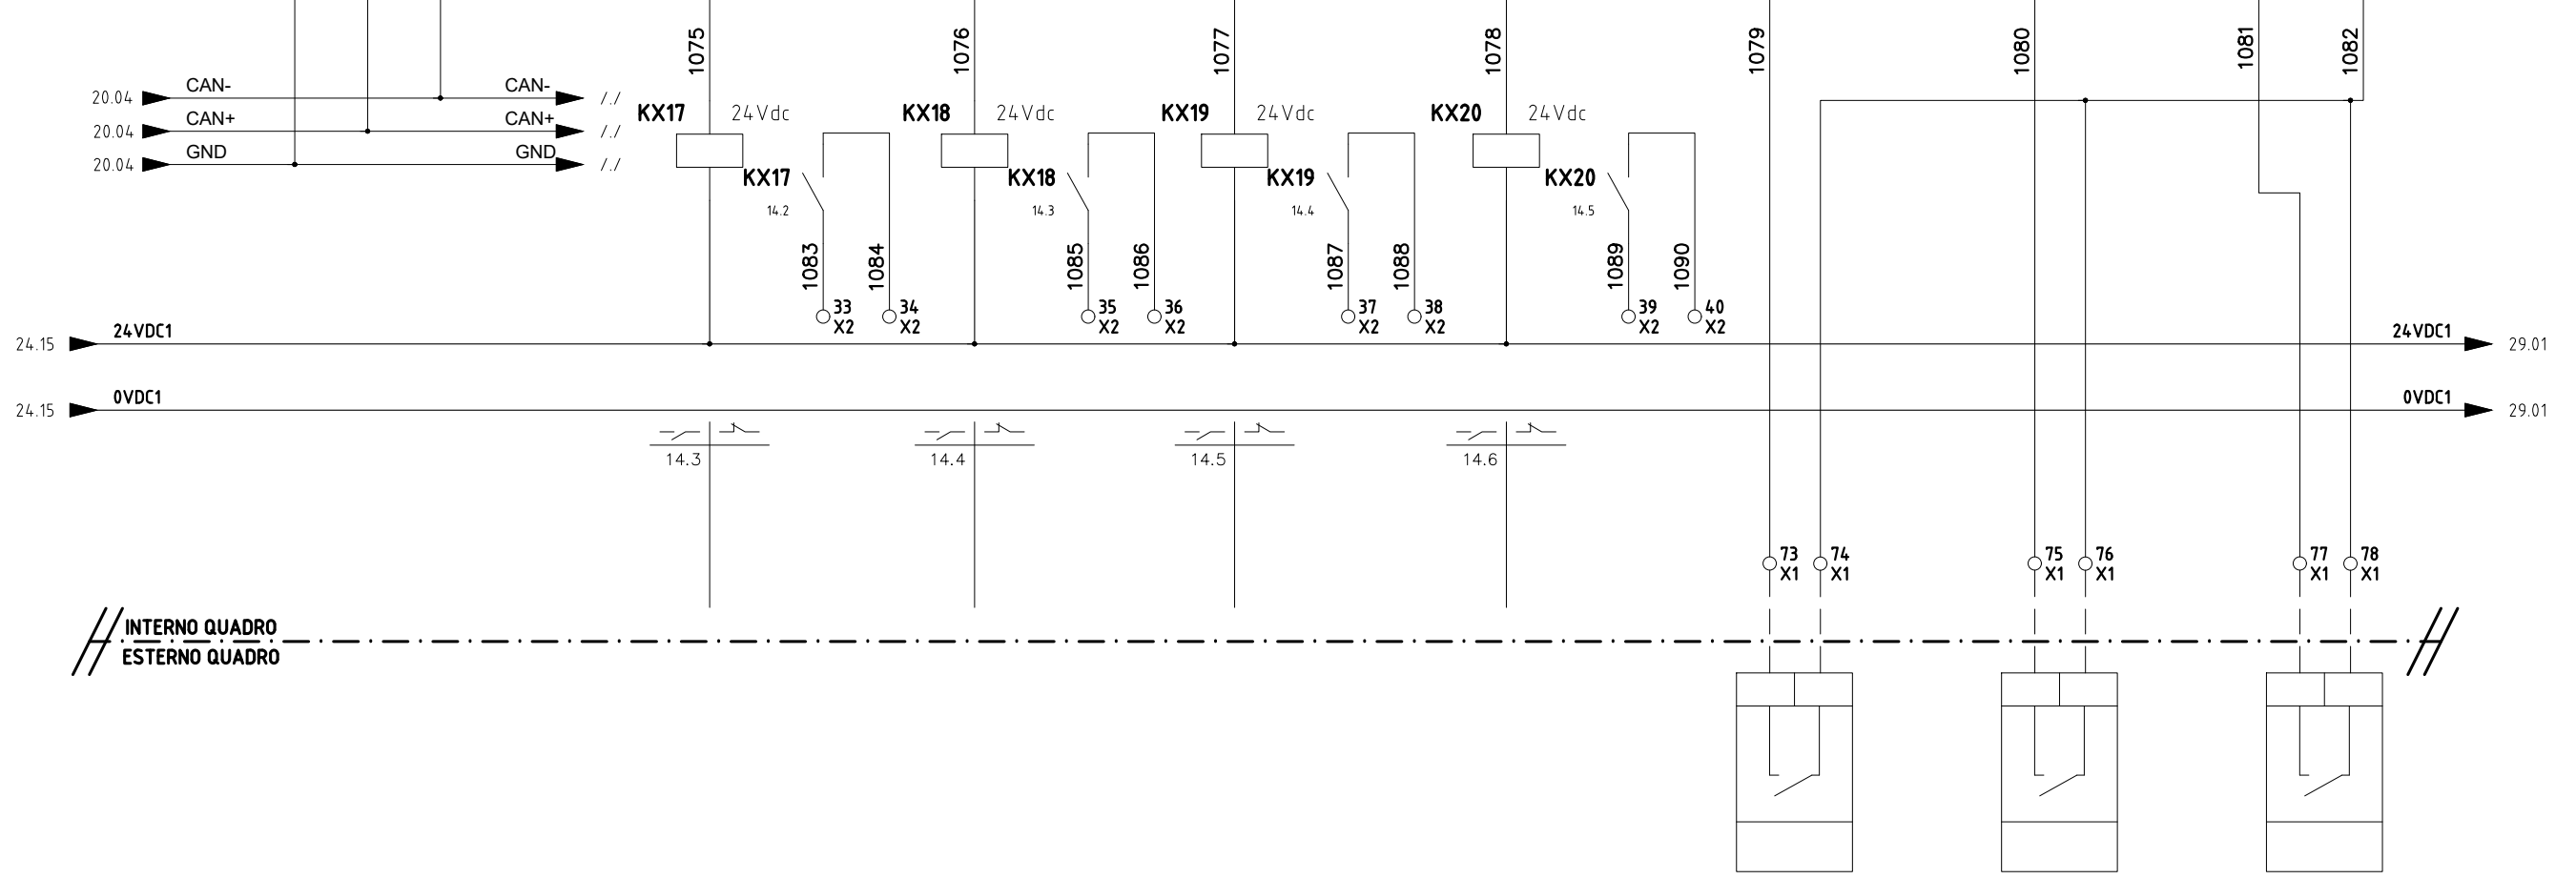 1075
1076
1077
1078
1079
1080
1081
1082
20.04 CAN- CAN- /./
20.04 CAN+ CAN+ /./
20.04 GND GND /./
KX17 24Vdc
KX18 24Vdc
KX19 24Vdc
KX20 24Vdc
KX17
14.2
KX18
14.3
KX19
14.4
KX20
14.5
1083
1084
1085
1086
1087
1088
1089
1090
33 X2
34 X2
35 X2
36 X2
37 X2
38 X2
39 X2
40 X2
24.15 24VDC1 24VDC1 29.01
24.15 0VDC1 0VDC1 29.01
14.3
14.4
14.5
14.6
73 X1
74 X1
75 X1
76 X1
77 X1
78 X1
INTERNO QUADRO
ESTERNO QUADRO